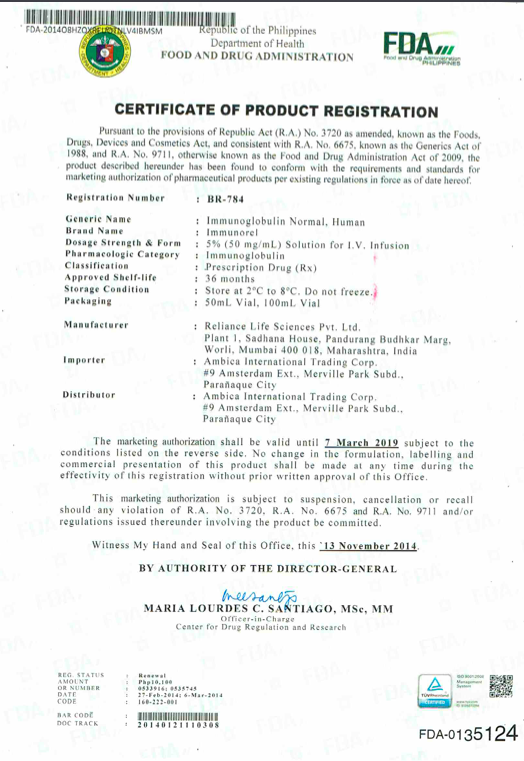 Republic of the Philippines
Department of Health
FOOD AND DRUG ADMINISTRATION
FDA
Food and Drug Administration
PHILIPPINES
CERTIFICATE OF PRODUCT REGISTRATION
Pursuant to the provisions of Republic Act (R.A.) No. 3720 as amended, known as the Foods,
Drugs, Devices and Cosmetics Act, and consistent with R.A. No. 6675, known as the Generics Act of
1988, and R.A. No. 9711, otherwise known as the Food and Drug Administration Act of 2009, the
product described hereunder has been found to conform with the requirements and standards for
marketing authorization of pharmaceutical products per existing regulations in force as of date hereof.
Registration Number : BR-784
Generic Name : Immunoglobulin Normal, Human
Brand Name : Immunorel
Dosage Strength & Form : 5% (50 mg/mL) Solution for I.V. Infusion
Pharmacologic Category : Immunoglobulin
Classification : Prescription Drug (Rx)
Approved Shelf-life : 36 months
Storage Condition : Store at 2°C to 8°C. Do not freeze.
Packaging : 50mL Vial, 100mL Vial
Manufacturer : Reliance Life Sciences Pvt. Ltd.
Plant 1, Sadhana House, Pandurang Budhkar Marg,
Worli, Mumbai 400 018, Maharashtra, India
Importer : Ambica International Trading Corp.
#9 Amsterdam Ext., Merville Park Subd.,
Parañaque City
Distributor : Ambica International Trading Corp.
#9 Amsterdam Ext., Merville Park Subd.,
Parañaque City
The marketing authorization shall be valid until 7 March 2019 subject to the
conditions listed on the reverse side. No change in the formulation, labelling and
commercial presentation of this product shall be made at any time during the
effectivity of this registration without prior written approval of this Office.
This marketing authorization is subject to suspension, cancellation or recall
should any violation of R.A. No. 3720, R.A. No. 6675 and R.A. No. 9711 and/or
regulations issued thereunder involving the product be committed.
Witness My Hand and Seal of this Office, this 13 November 2014.
BY AUTHORITY OF THE DIRECTOR-GENERAL
MARIA LOURDES C. SANTIAGO, MSc, MM
Officer-in-Charge
Center for Drug Regulation and Research
REG. STATUS : Renewal
AMOUNT : Php10,100
OR NUMBER : 0533916; 0535745
DATE : 27-Feb-2014; 6-Mar-2014
CODE : 160-222-001
BAR CODE :
DOC TRACK : 20140121110308
ISO 9001:2008
Management
System
CERTIFIED
FDA-0135124